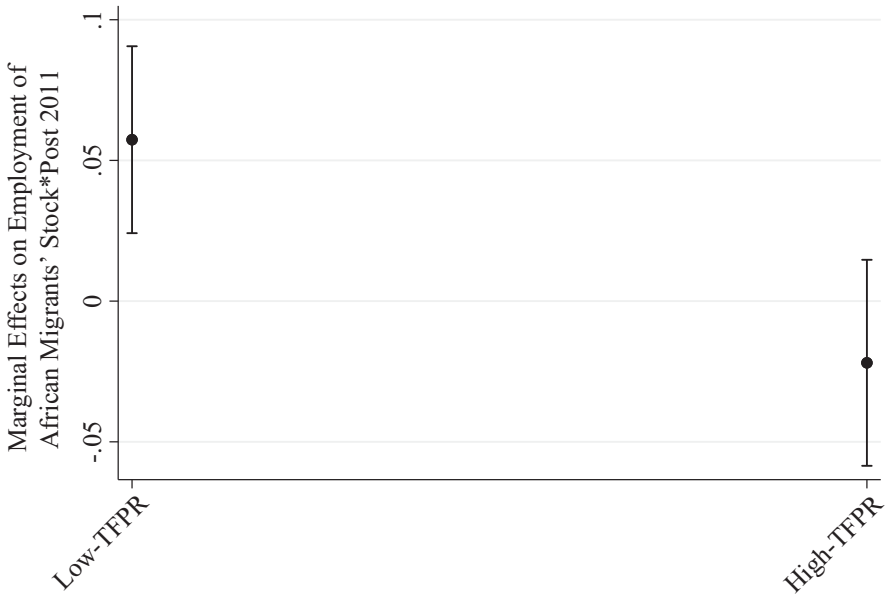 Marginal Effects on Employment of
African Migrants’ Stock*Post 2011
.1
.05
0
-.05
Low-TFPR
High-TFPR